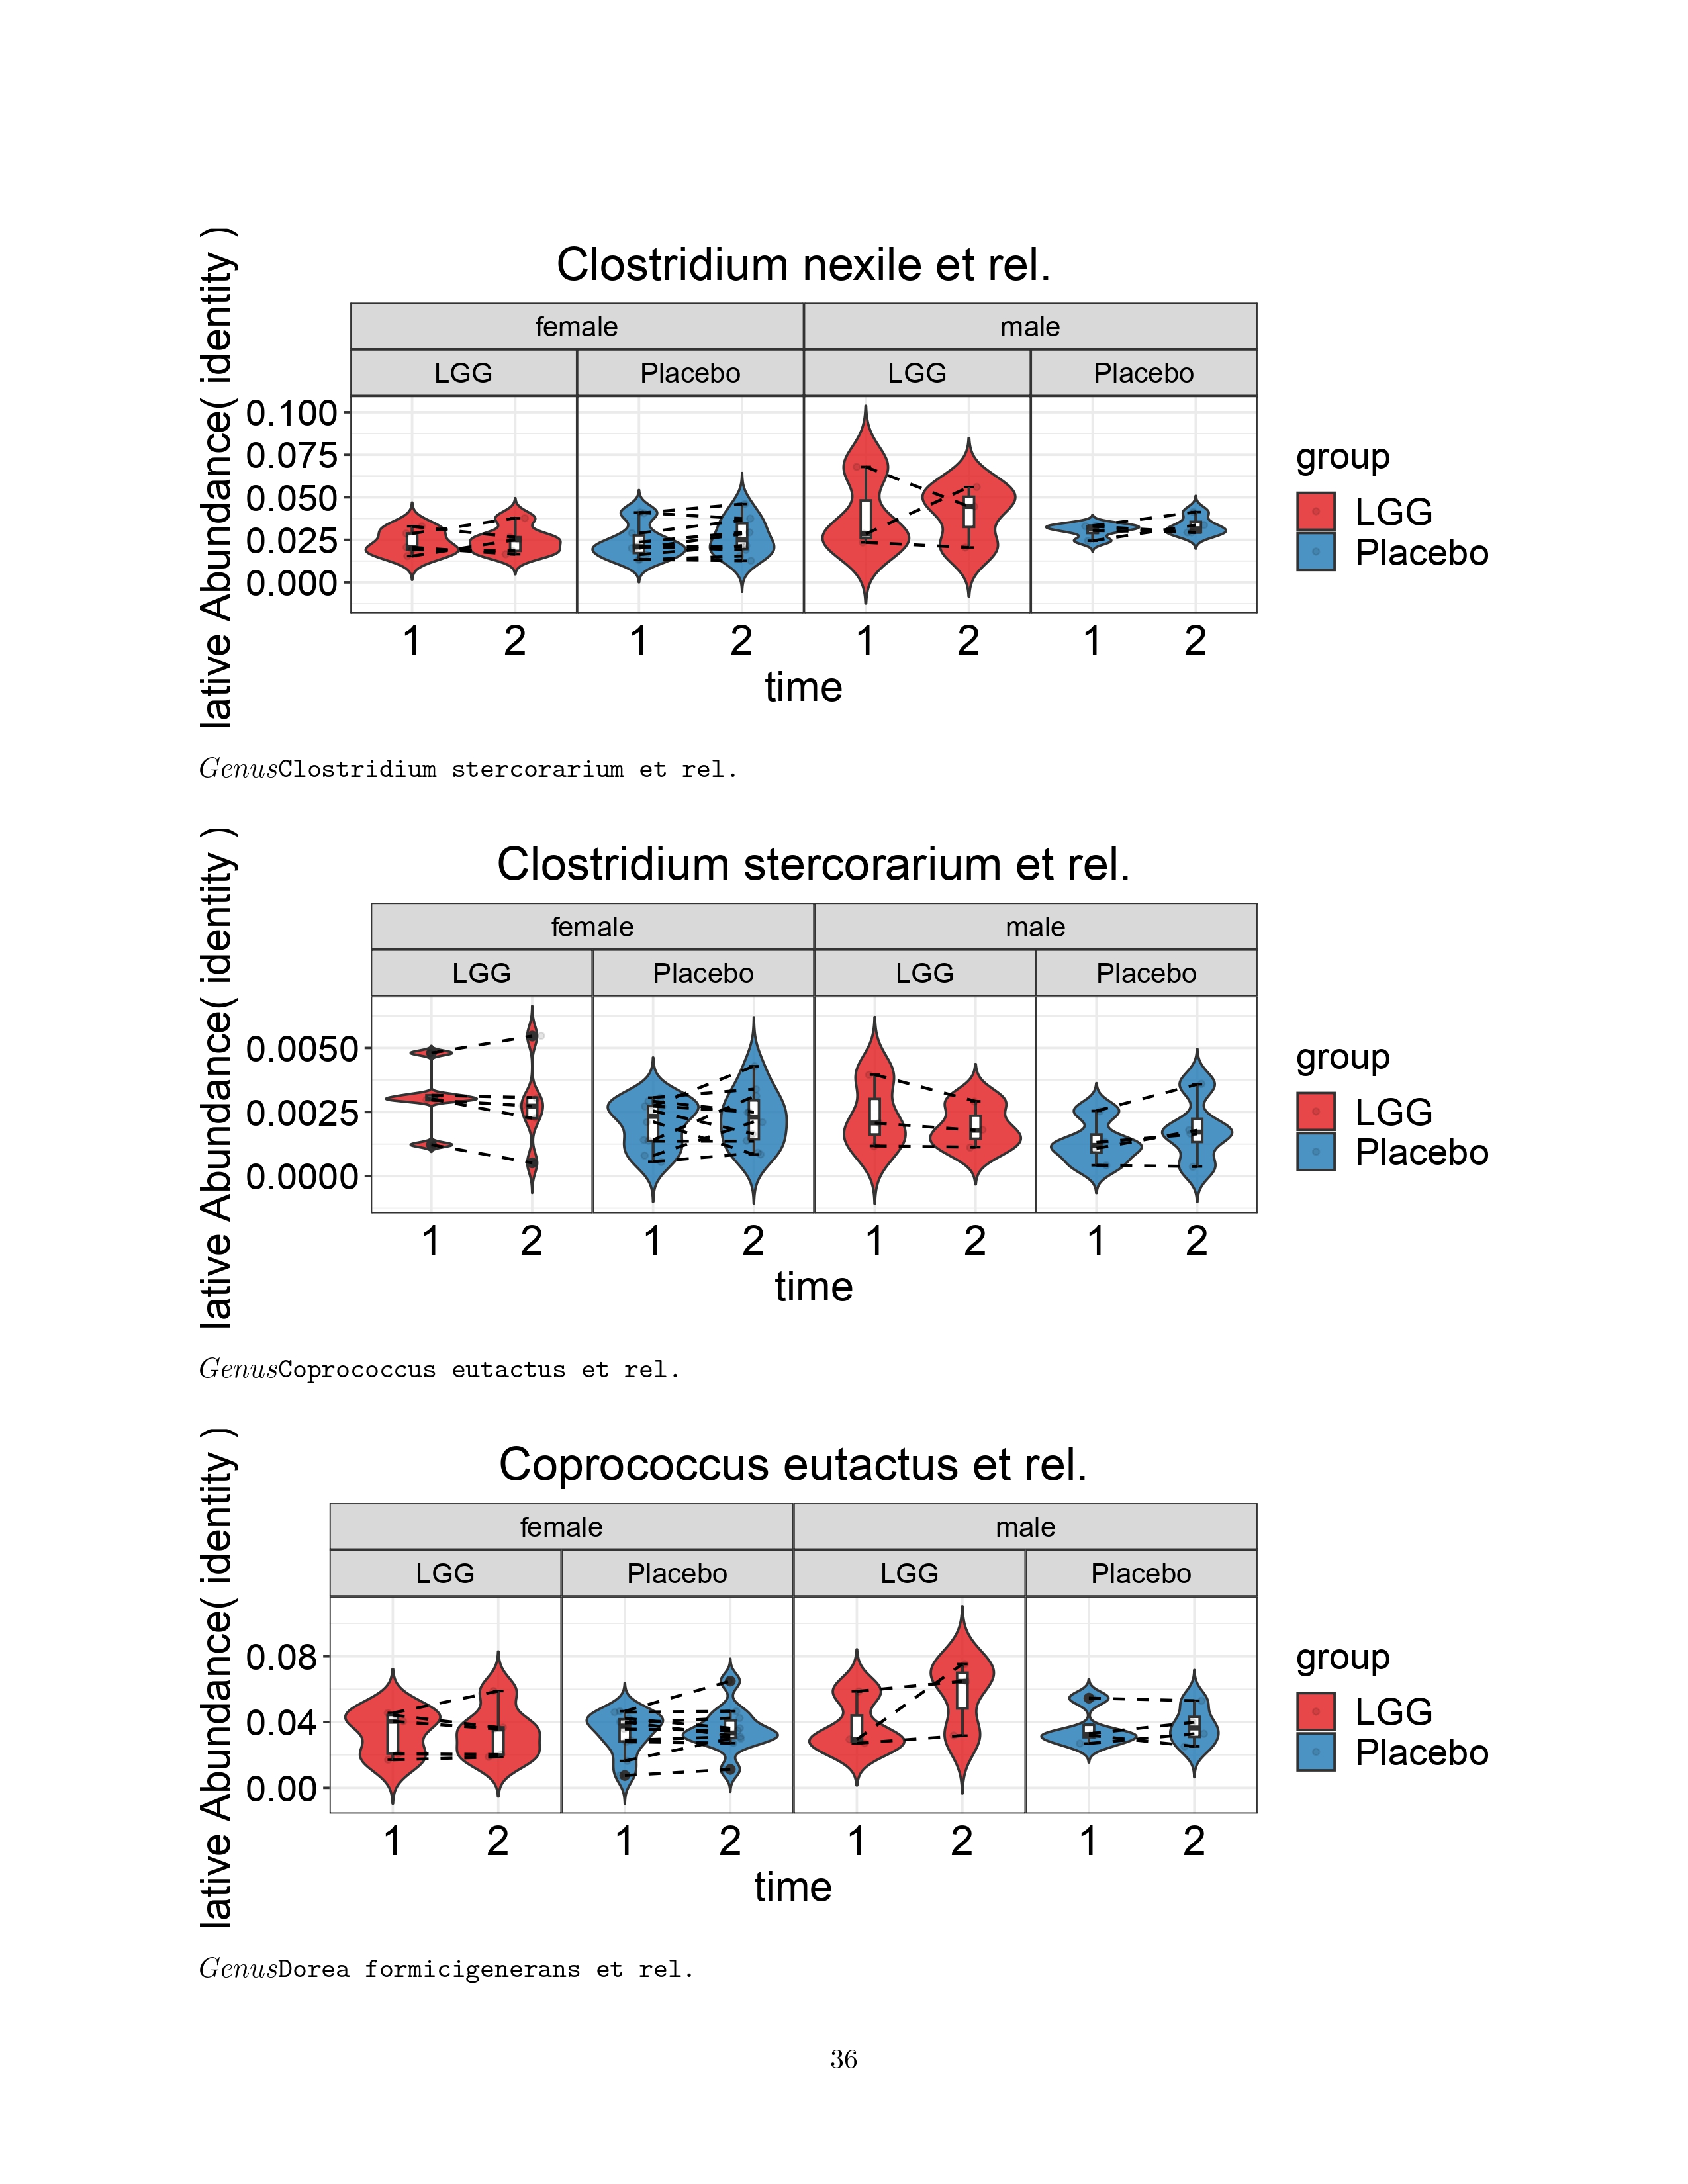 Clostridium nexile et rel.
female male
LGG Placebo LGG Placebo
lative Abundance( identity )
0.100
0.075
0.050
0.025
0.000
1 2 1 2 1 2 1 2
time
group
LGG
Placebo
GenusClostridium stercorarium et rel.
Clostridium stercorarium et rel.
female male
LGG Placebo LGG Placebo
lative Abundance( identity )
0.0050
0.0025
0.0000
1 2 1 2 1 2 1 2
time
group
LGG
Placebo
GenusCoprococcus eutactus et rel.
Coprococcus eutactus et rel.
female male
LGG Placebo LGG Placebo
lative Abundance( identity )
0.08
0.04
0.00
1 2 1 2 1 2 1 2
time
group
LGG
Placebo
GenusDorea formicigenerans et rel.
36